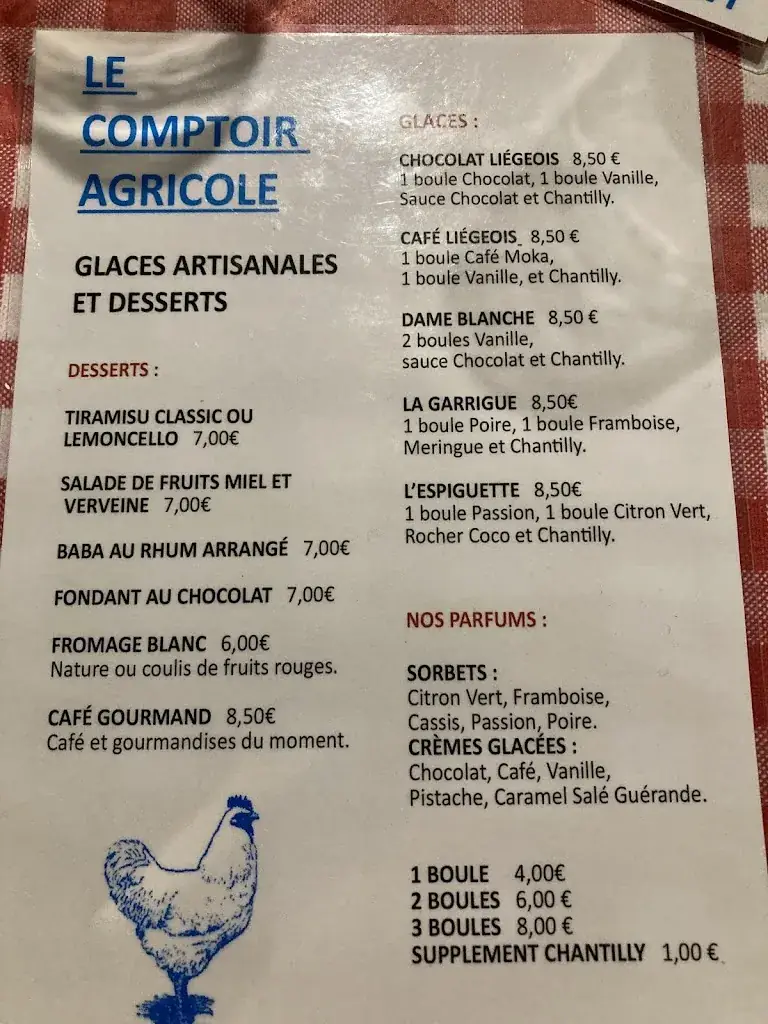 LE
COMPTOIR
AGRICOLE
GLACES ARTISANALES
ET DESSERTS
DESSERTS :
TIRAMISU CLASSIC OU
LEMONCELLO 7,00€
SALADE DE FRUITS MIEL ET
VERVEINE 7,00€
BABA AU RHUM ARRANGÉ 7,00€
FONDANT AU CHOCOLAT 7,00€
FROMAGE BLANC 6,00€
Nature ou coulis de fruits rouges.
CAFÉ GOURMAND 8,50€
Café et gourmandises du moment.
GLACES :
CHOCOLAT LIÉGEOIS 8,50 €
1 boule Chocolat, 1 boule Vanille,
Sauce Chocolat et Chantilly.
CAFÉ LIÉGEOIS 8,50 €
1 boule Café Moka,
1 boule Vanille, et Chantilly.
DAME BLANCHE 8,50 €
2 boules Vanille,
sauce Chocolat et Chantilly.
LA GARRIGUE 8,50€
1 boule Poire, 1 boule Framboise,
Meringue et Chantilly.
L'ESPIGUETTE 8,50€
1 boule Passion, 1 boule Citron Vert,
Rocher Coco et Chantilly.
NOS PARFUMS :
SORBETS :
Citron Vert, Framboise,
Cassis, Passion, Poire.
CRÈMES GLACÉES :
Chocolat, Café, Vanille,
Pistache, Caramel Salé Guérande.
1 BOULE 4,00€
2 BOULES 6,00 €
3 BOULES 8,00 €
SUPPLEMENT CHANTILLY 1,00 €